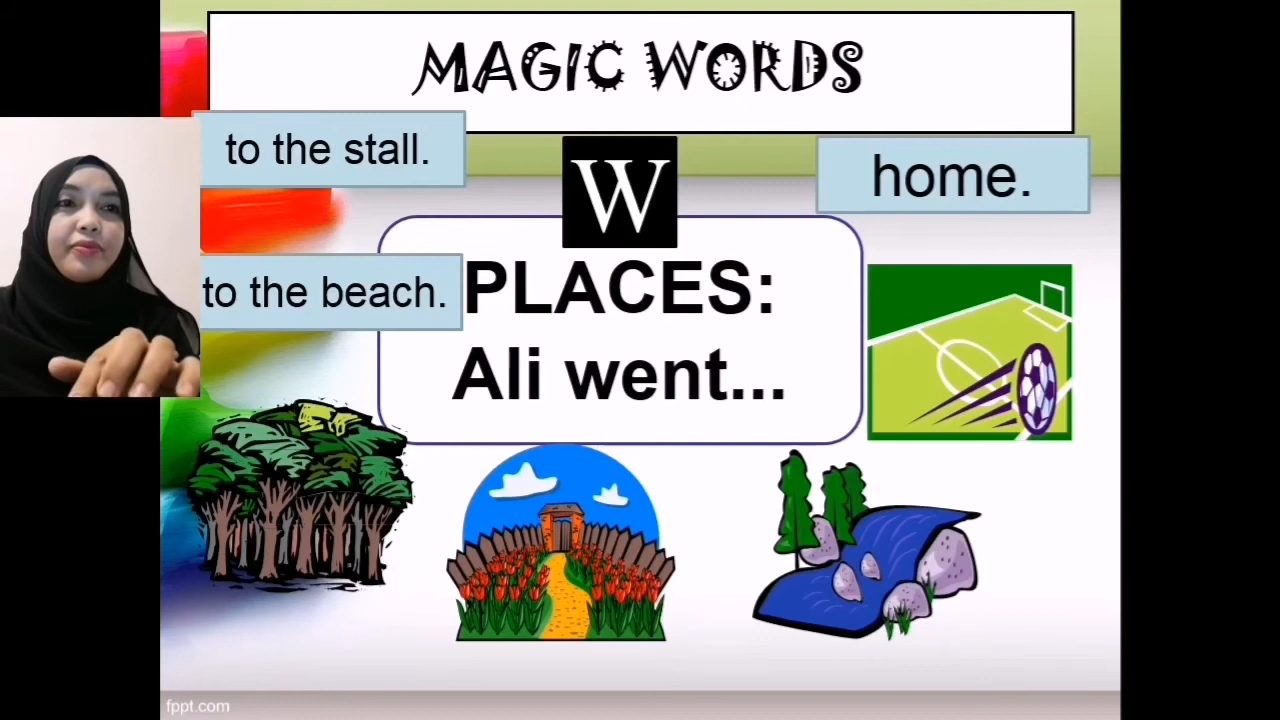 MAGIC WORDS
to the stall.
W
home.
to the beach.
PLACES:
Ali went...
fppt.com